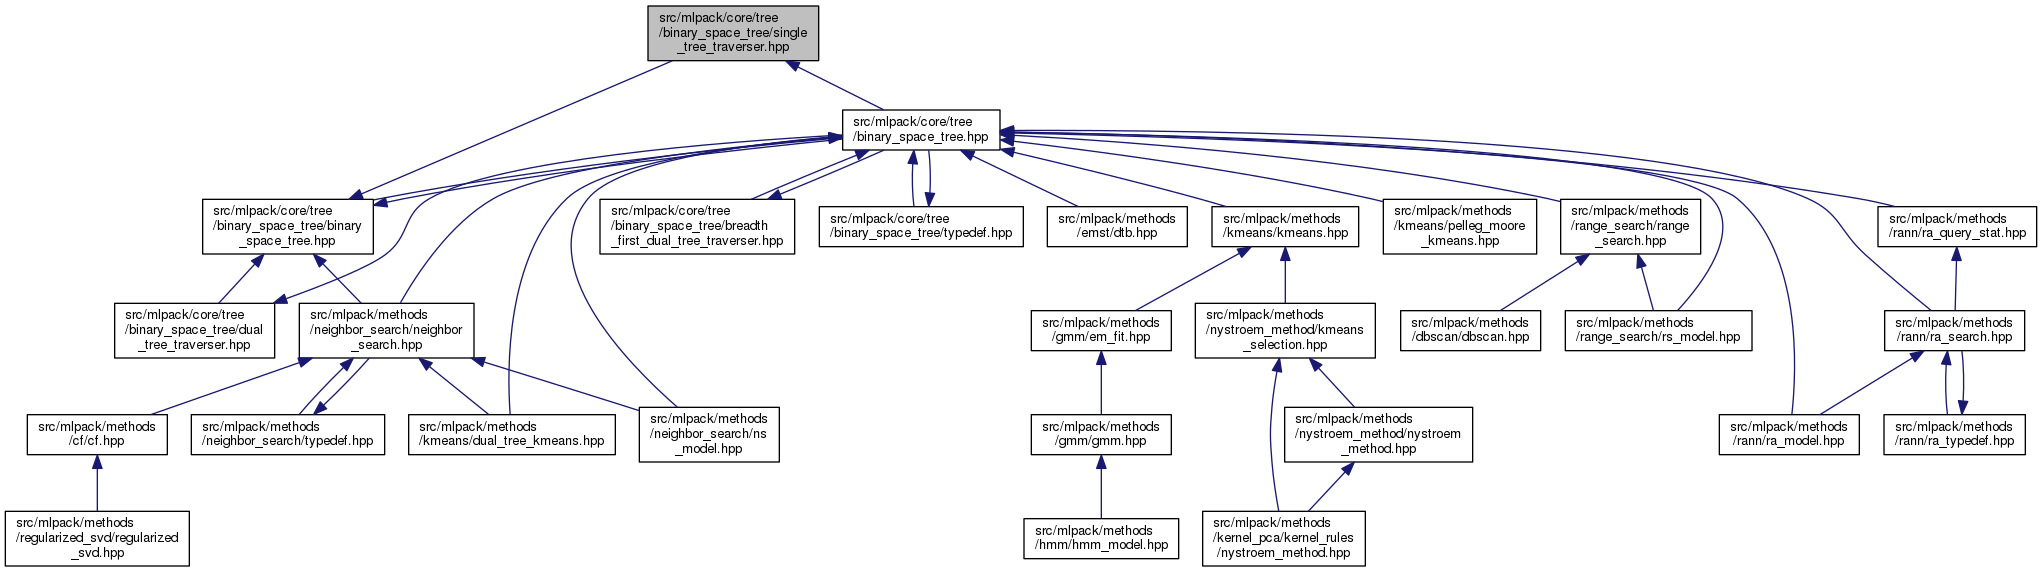 src/mlpack/core/tree
/binary_space_tree/single
_tree_traverser.hpp
src/mlpack/core/tree
/binary_space_tree.hpp
src/mlpack/core/tree
/binary_space_tree/binary
_space_tree.hpp
src/mlpack/core/tree
/binary_space_tree/breadth
_first_dual_tree_traverser.hpp
src/mlpack/core/tree
/binary_space_tree/typedef.hpp
src/mlpack/methods
/emst/dtb.hpp
src/mlpack/methods
/kmeans/kmeans.hpp
src/mlpack/methods
/kmeans/pelleg_moore
_kmeans.hpp
src/mlpack/methods
/range_search/range
_search.hpp
src/mlpack/methods
/rann/ra_query_stat.hpp
src/mlpack/core/tree
/binary_space_tree/dual
_tree_traverser.hpp
src/mlpack/methods
/neighbor_search/neighbor
_search.hpp
src/mlpack/methods
/gmm/em_fit.hpp
src/mlpack/methods
/nystroem_method/kmeans
_selection.hpp
src/mlpack/methods
/dbscan/dbscan.hpp
src/mlpack/methods
/range_search/rs_model.hpp
src/mlpack/methods
/rann/ra_search.hpp
src/mlpack/methods
/cf/cf.hpp
src/mlpack/methods
/neighbor_search/typedef.hpp
src/mlpack/methods
/kmeans/dual_tree_kmeans.hpp
src/mlpack/methods
/neighbor_search/ns
_model.hpp
src/mlpack/methods
/gmm/gmm.hpp
src/mlpack/methods
/nystroem_method/nystroem
_method.hpp
src/mlpack/methods
/rann/ra_model.hpp
src/mlpack/methods
/rann/ra_typedef.hpp
src/mlpack/methods
/regularized_svd/regularized
_svd.hpp
src/mlpack/methods
/hmm/hmm_model.hpp
src/mlpack/methods
/kernel_pca/kernel_rules
/nystroem_method.hpp